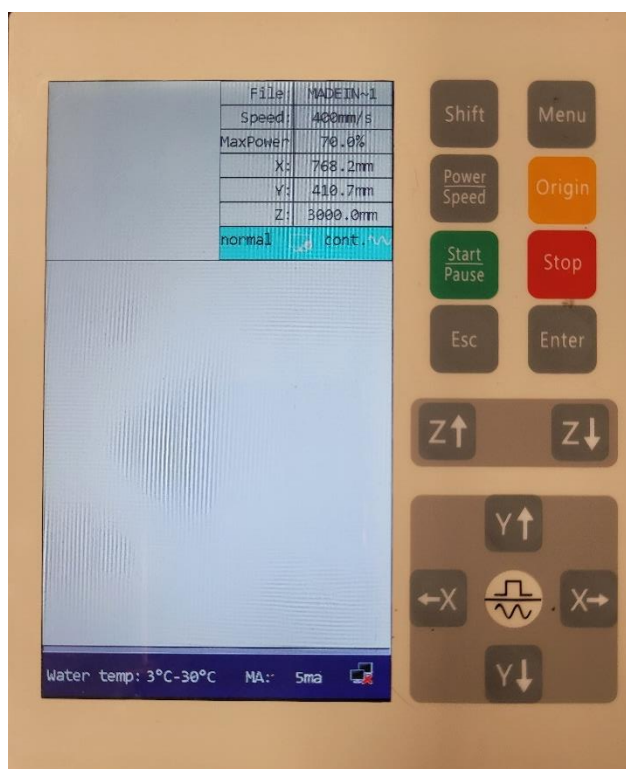 File: MADEIN~1
Speed: 400mm/s
MaxPower 70.0%
X: 768.2mm
Y: 410.7mm
Z: 3000.0mm
normal cont.
Water temp: 3°C-30°C MA: 5ma
Shift Menu
Power
Speed
Origin
Start
Pause
Stop
Esc Enter
Z↑ Z↓
Y↑
←X X→
Y↓